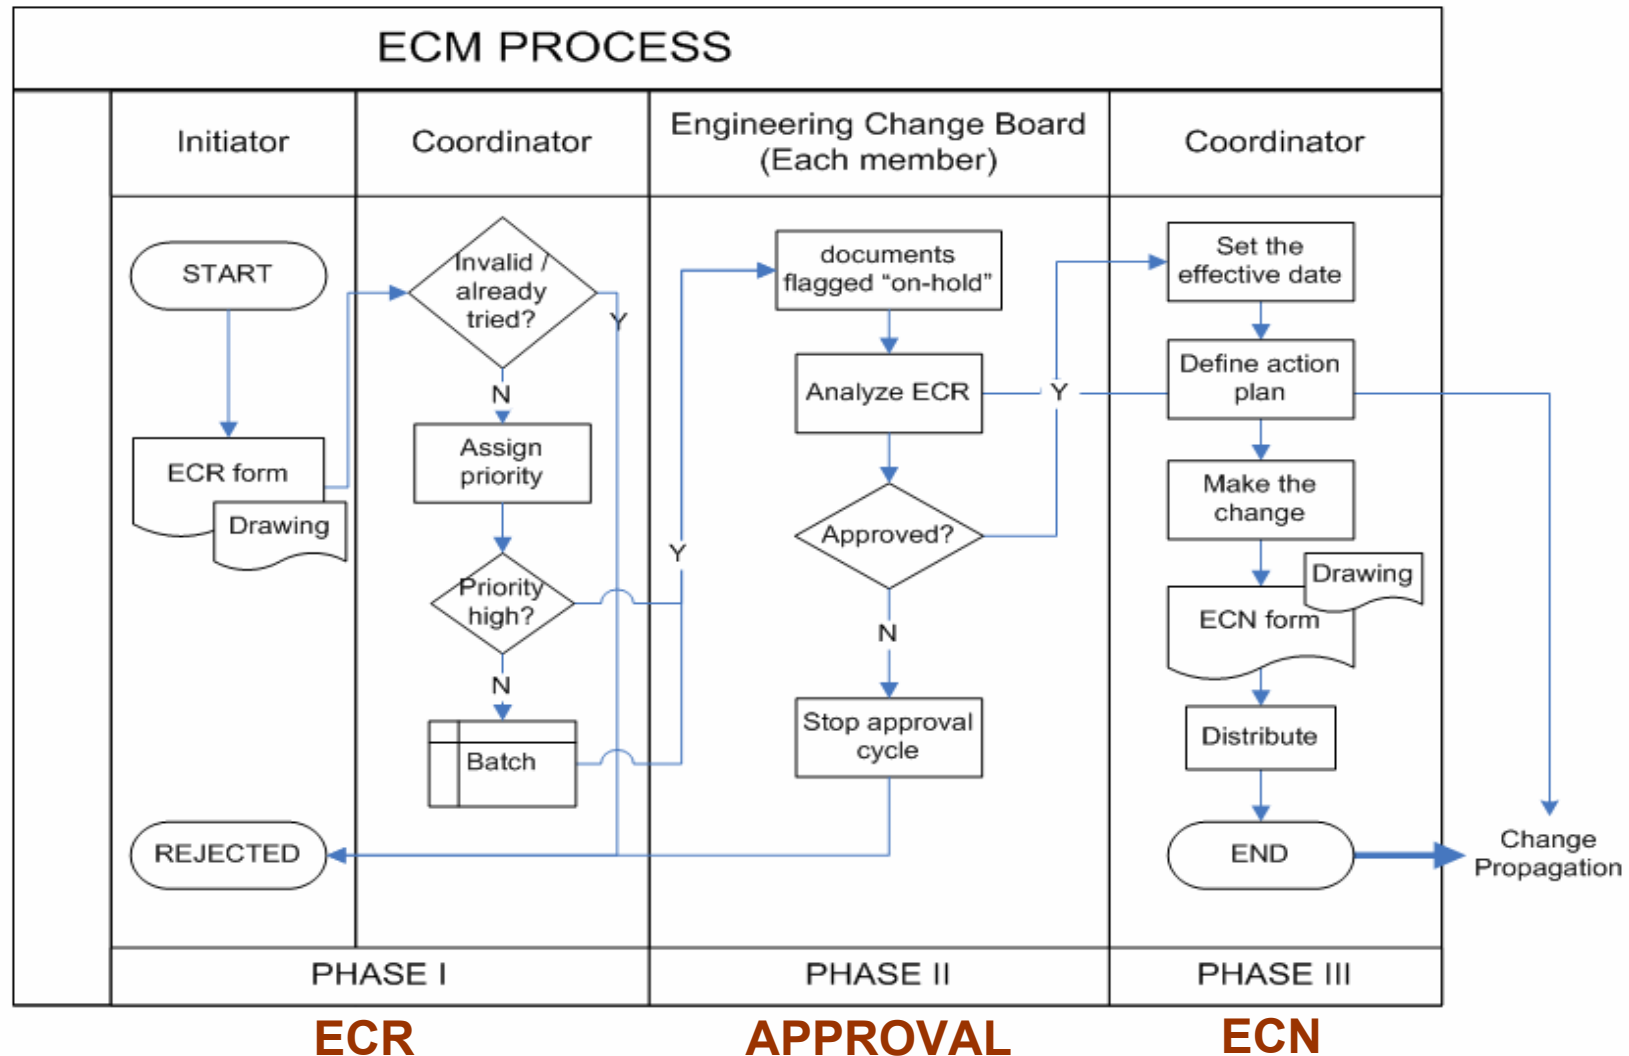 ECM PROCESS
Initiator
Coordinator
Engineering Change Board
(Each member)
Coordinator
START
ECR form
Drawing
REJECTED
Invalid /
already
tried?
Y
N
Assign
priority
Priority
high?
Y
N
Batch
documents
flagged “on-hold”
Analyze ECR
Approved?
Y
N
Stop approval
cycle
Set the
effective date
Define action
plan
Make the
change
Drawing
ECN form
Distribute
END
Change
Propagation
PHASE I
PHASE II
PHASE III
ECR
APPROVAL
ECN